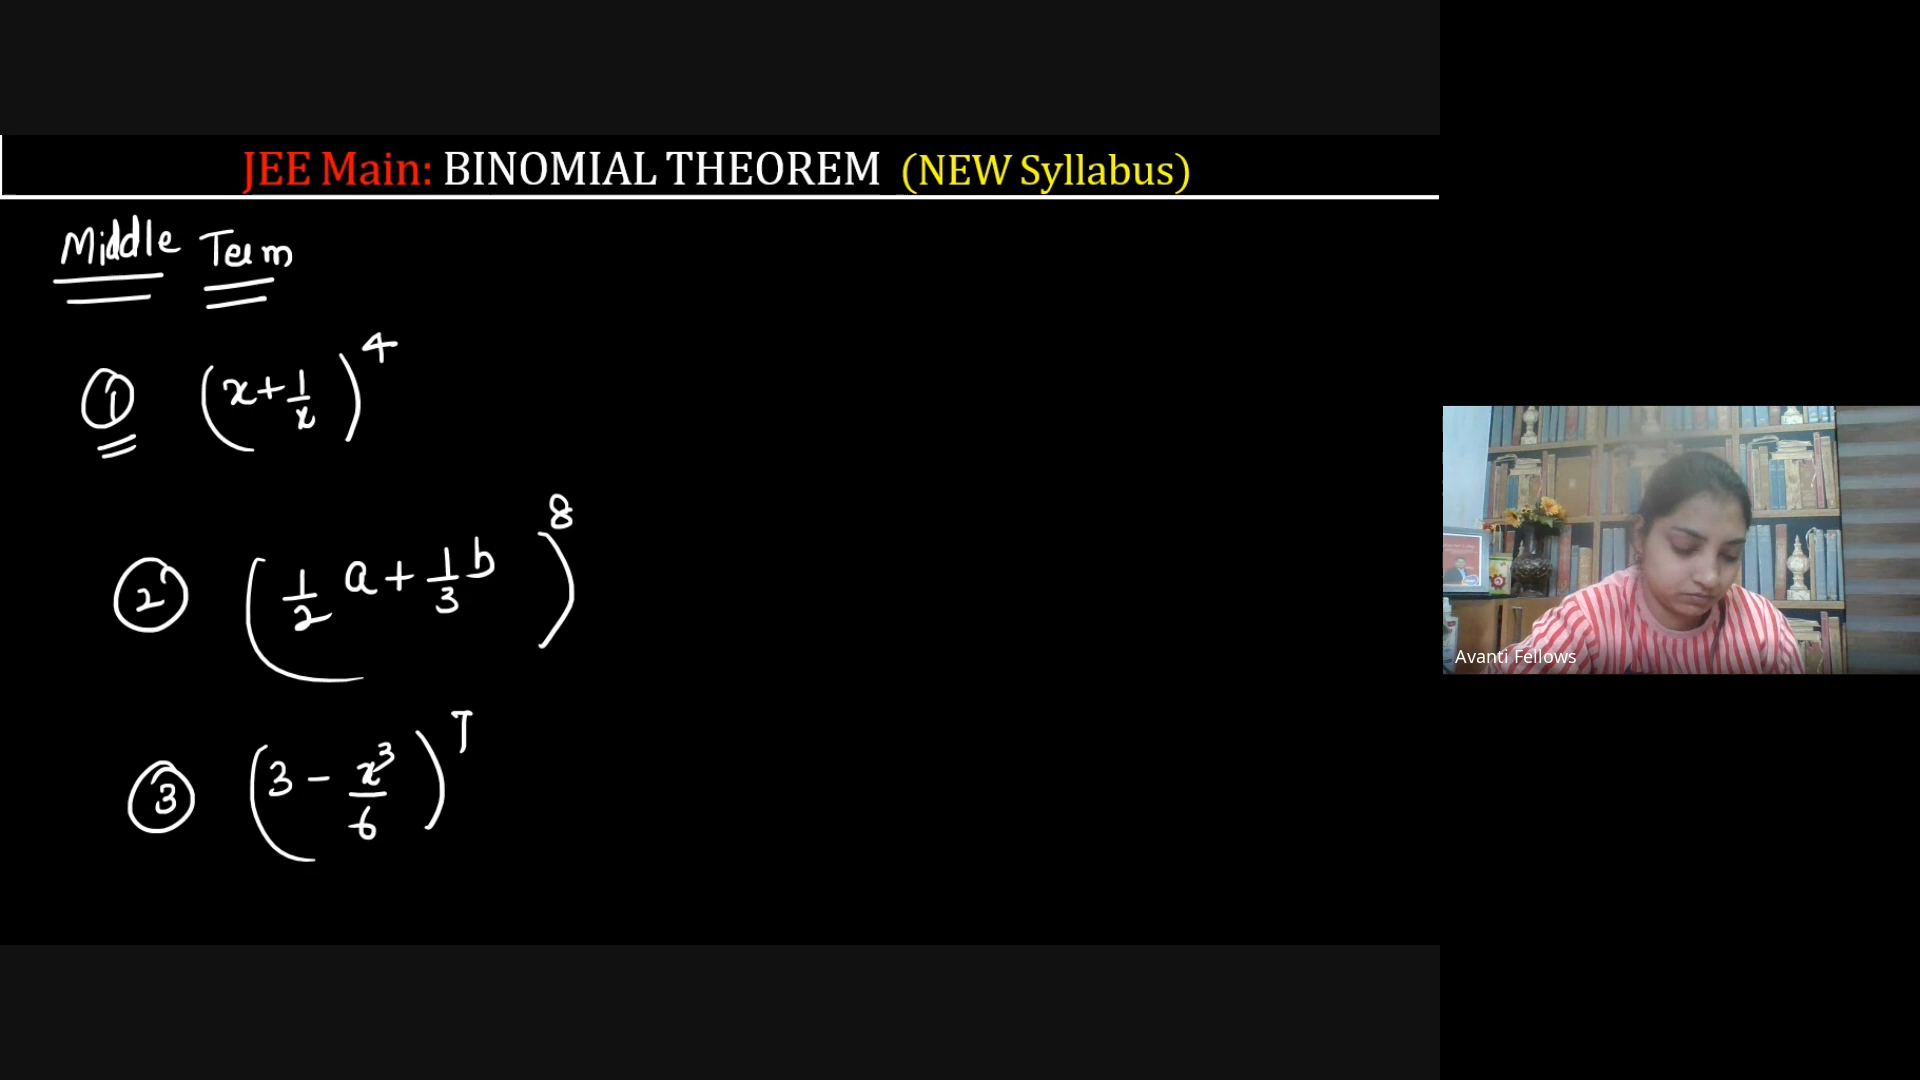 JEE Main: BINOMIAL THEOREM (NEW Syllabus)
Middle Term
① (x + 1/x)^4
② (1/2 a + 1/3 b)^8
③ (3 - x^3/6)^7
Avanti Fellows